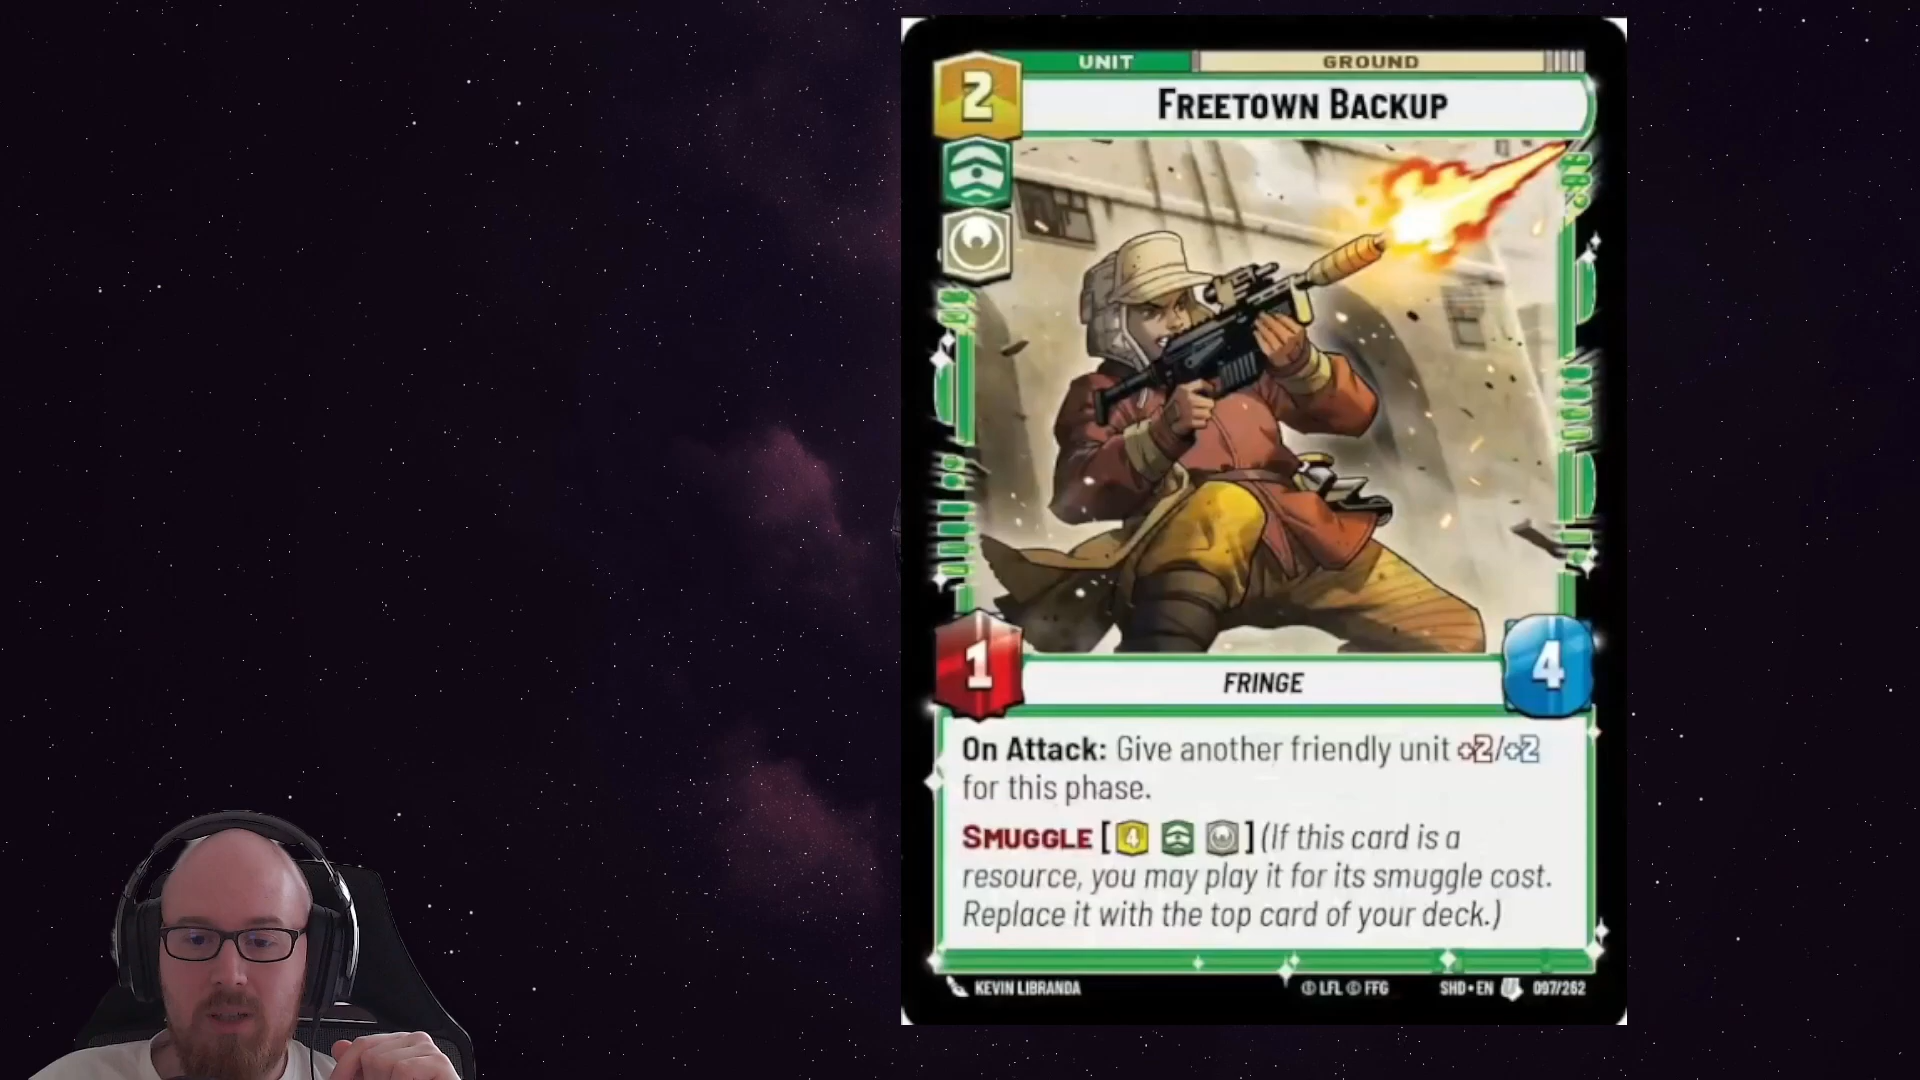 UNIT GROUND
2 FREETOWN BACKUP
1 FRINGE 4
On Attack: Give another friendly unit +2/+2
for this phase.
SMUGGLE [4] (If this card is a
resource, you may play it for its smuggle cost.
Replace it with the top card of your deck.)
KEVIN LIBRANDA © LFL © FFG SHD•EN 097/262